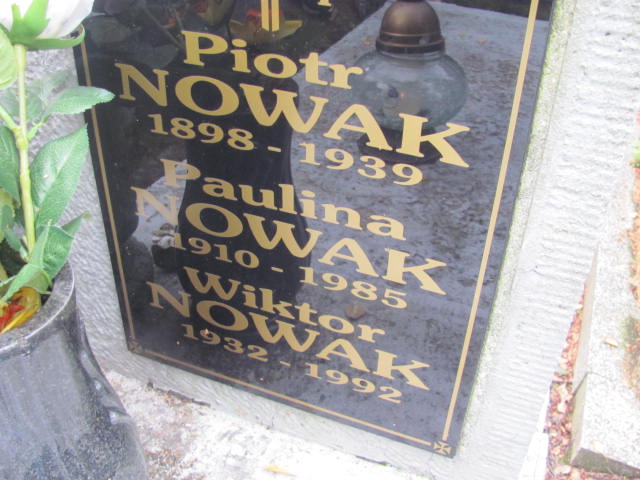 Piotr
NOWAK
1898 - 1939
Paulina
NOWAK
1910 - 1985
Wiktor
NOWAK
1932 - 1992